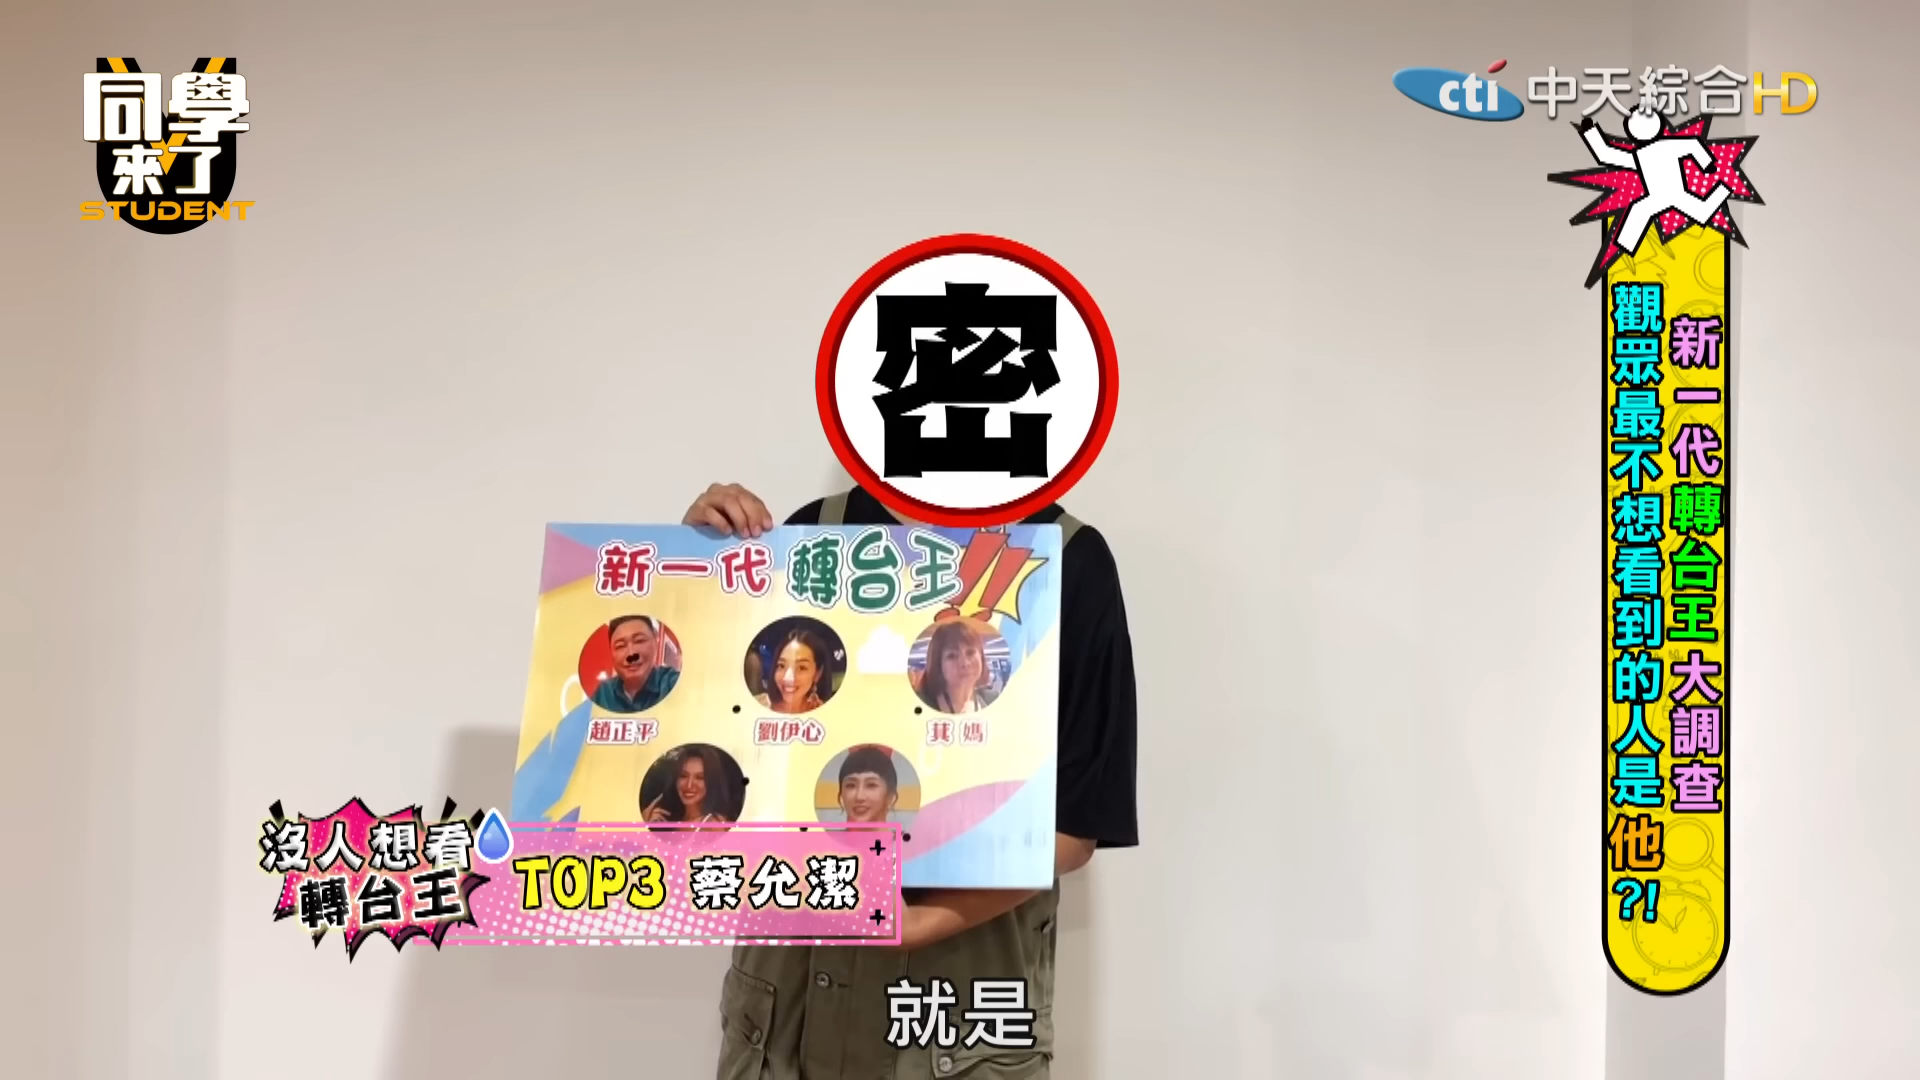 同學
來了
STUDENT
cti 中天綜合HD
新一代轉台王大調查
觀眾最不想看到的人是他?!
密
新一代 轉台王!!
趙正平 劉伊心 萁媽
沒人想看
轉台王
TOP3 蔡允潔
就是